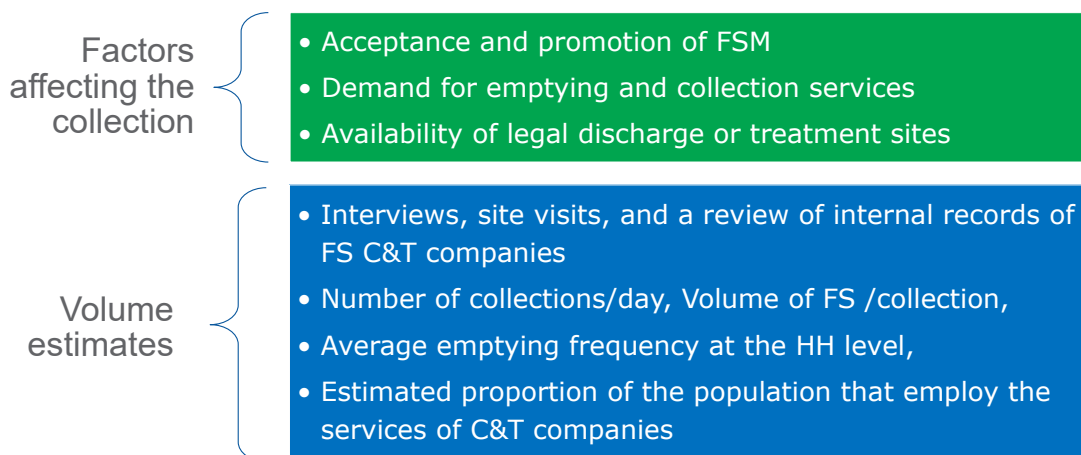 Factors
affecting the
collection
• Acceptance and promotion of FSM
• Demand for emptying and collection services
• Availability of legal discharge or treatment sites
Volume
estimates
• Interviews, site visits, and a review of internal records of
FS C&T companies
• Number of collections/day, Volume of FS /collection,
• Average emptying frequency at the HH level,
• Estimated proportion of the population that employ the
services of C&T companies